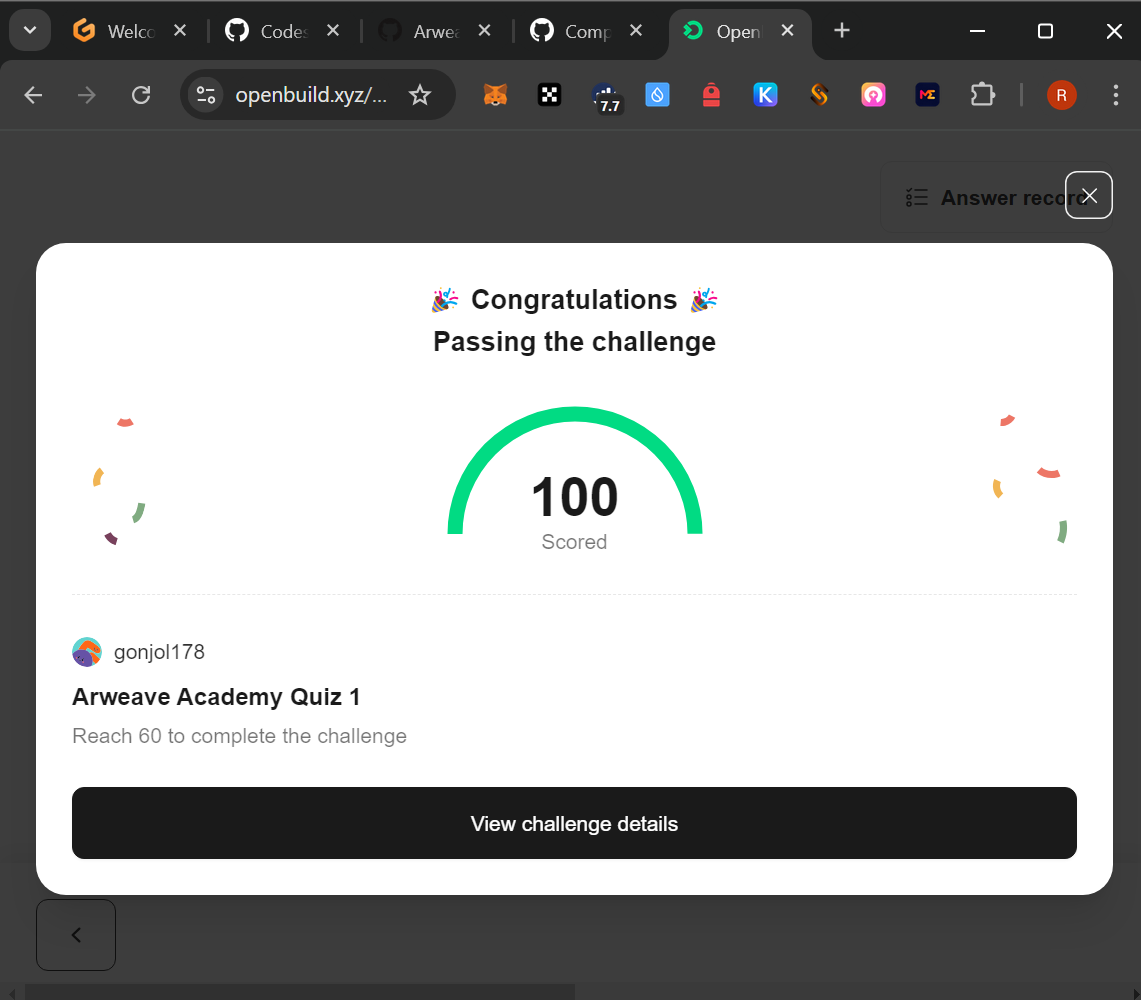 Welco
Codes
Arwea
Comp
Open
openbuild.xyz/...
7.7
R
Answer record
Congratulations
Passing the challenge
100
Scored
gonjol178
Arweave Academy Quiz 1
Reach 60 to complete the challenge
View challenge details